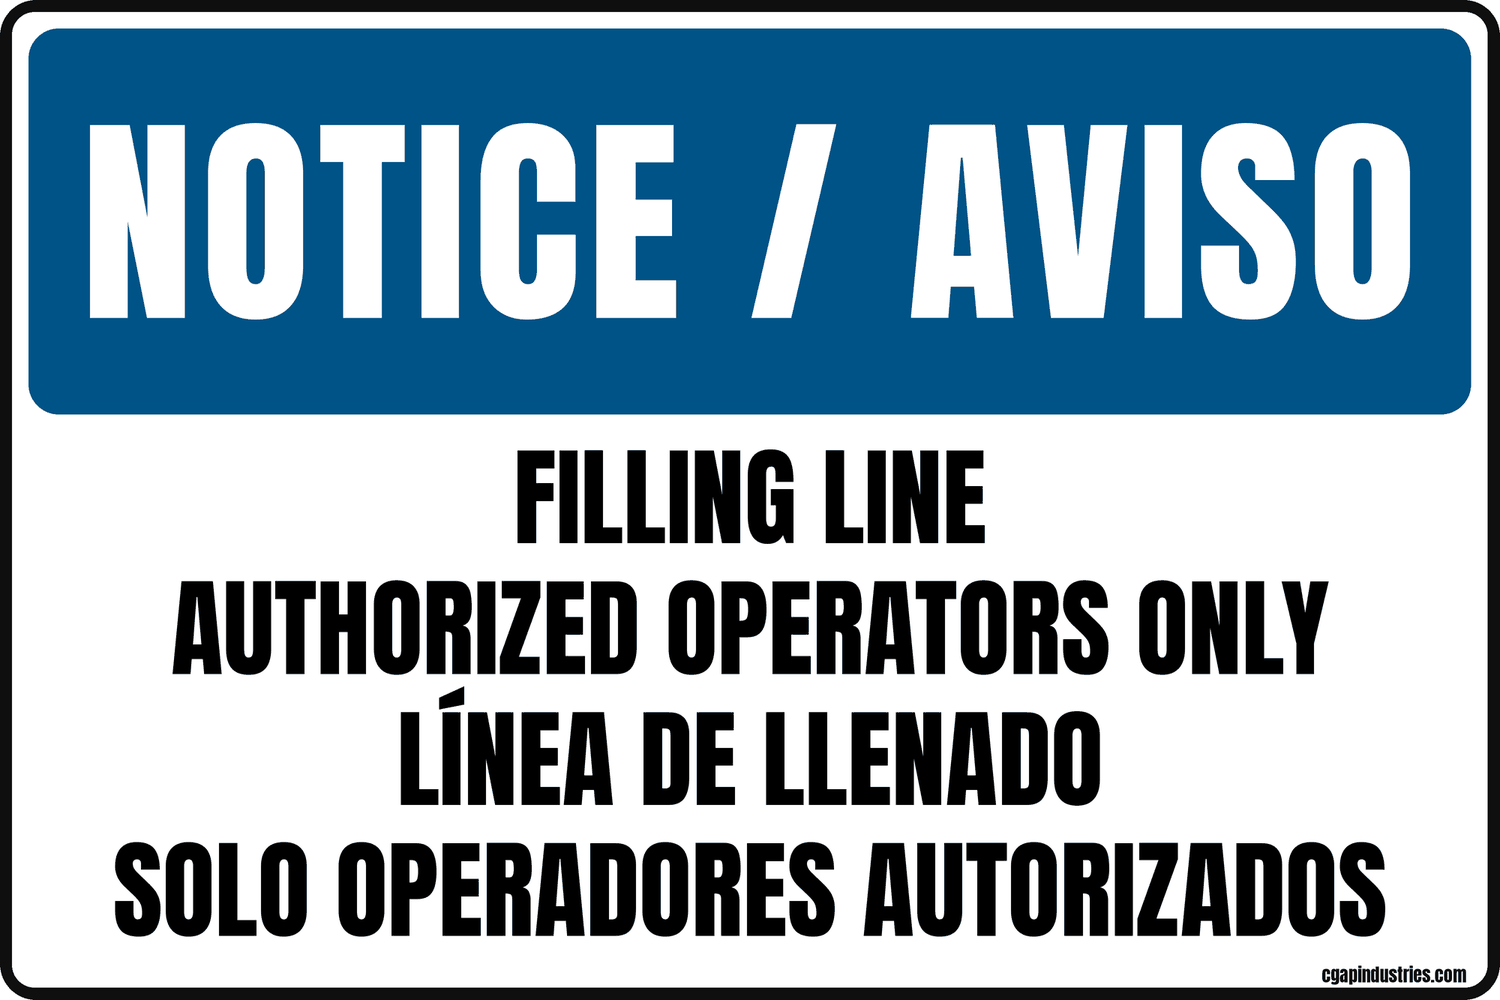 NOTICE / AVISO
FILLING LINE
AUTHORIZED OPERATORS ONLY
LÍNEA DE LLENADO
SOLO OPERADORES AUTORIZADOS
cgapindustries.com